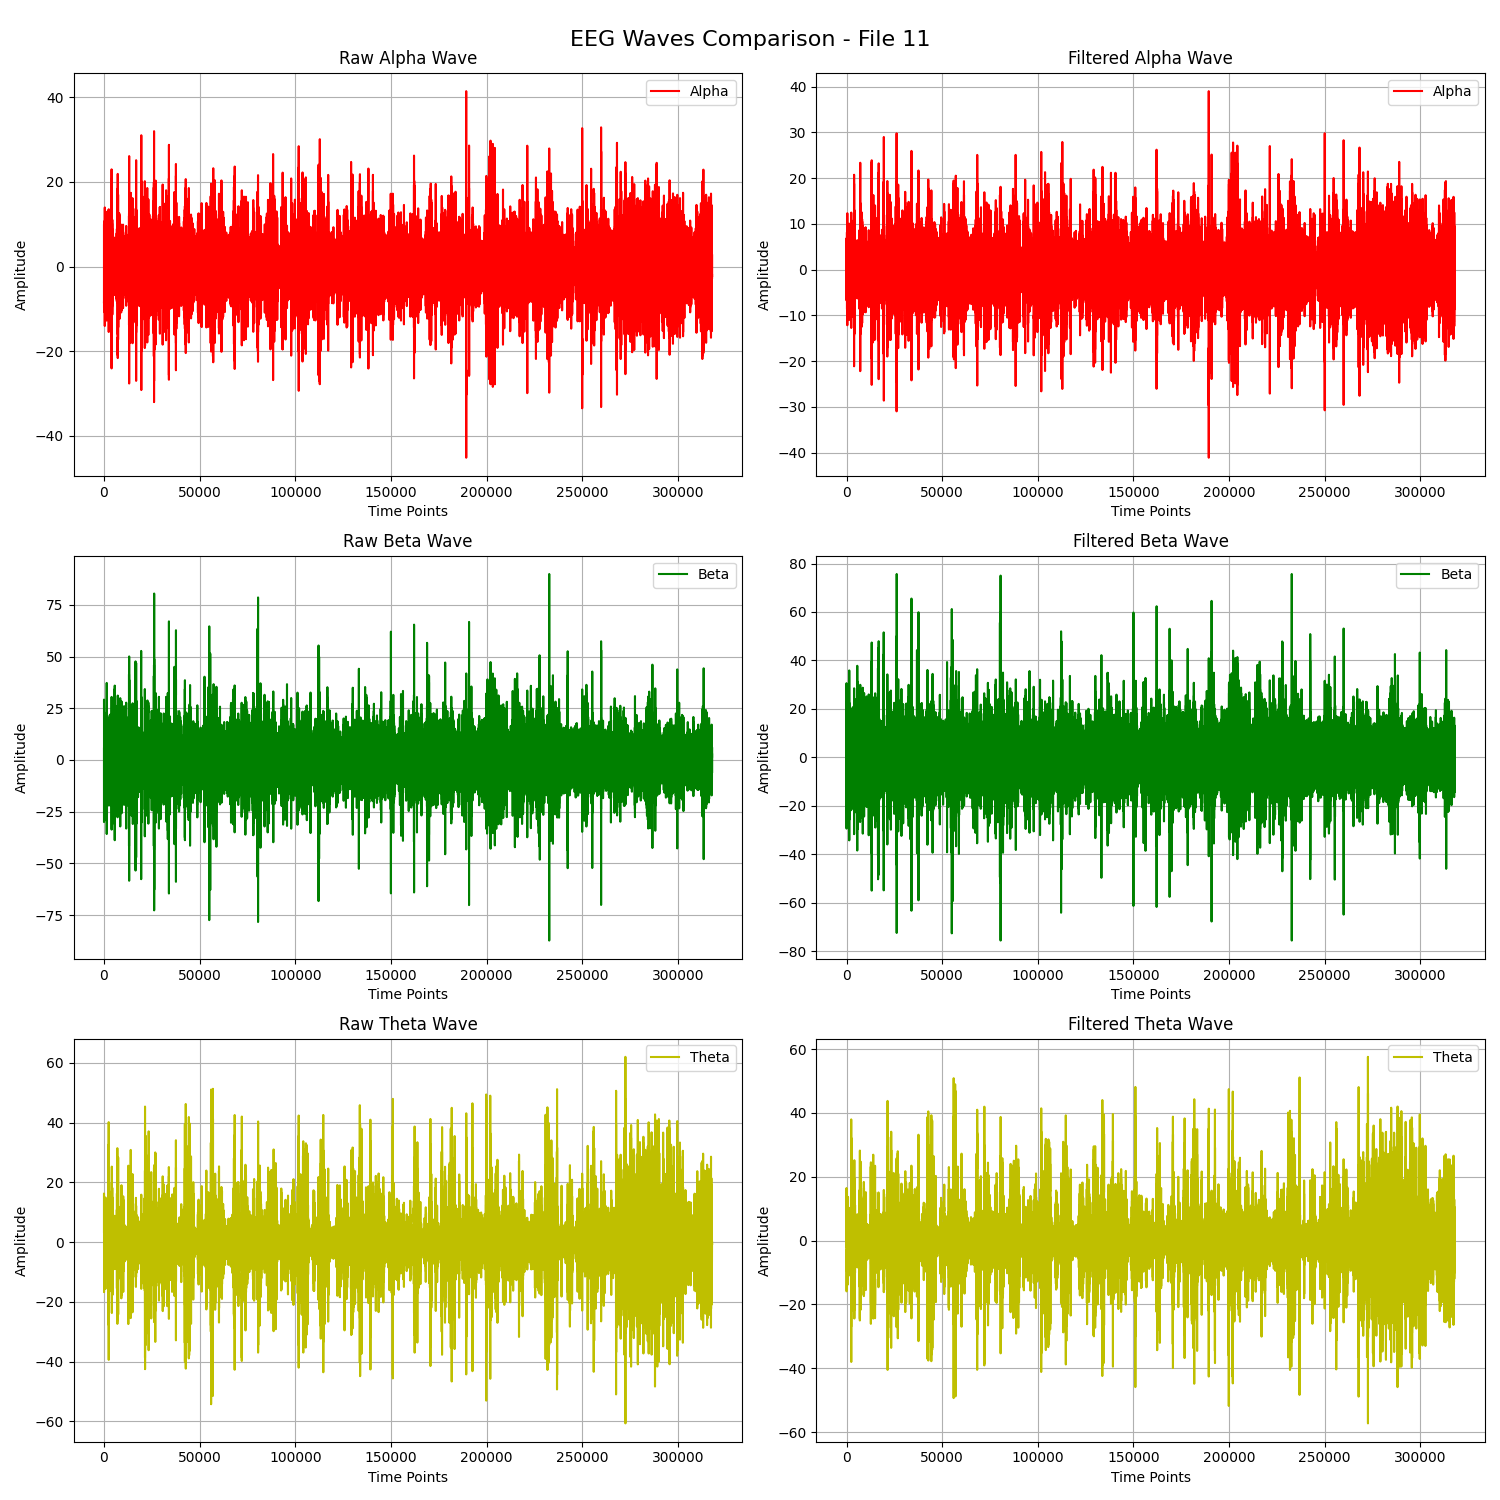 EEG Waves Comparison - File 11
Raw Alpha Wave
Alpha
Amplitude
40
20
0
−20
−40
0 50000 100000 150000 200000 250000 300000
Time Points
Filtered Alpha Wave
Alpha
Amplitude
40
30
20
10
0
−10
−20
−30
−40
0 50000 100000 150000 200000 250000 300000
Time Points
Raw Beta Wave
Beta
Amplitude
75
50
25
0
−25
−50
−75
0 50000 100000 150000 200000 250000 300000
Time Points
Filtered Beta Wave
Beta
Amplitude
80
60
40
20
0
−20
−40
−60
−80
0 50000 100000 150000 200000 250000 300000
Time Points
Raw Theta Wave
Theta
Amplitude
60
40
20
0
−20
−40
−60
0 50000 100000 150000 200000 250000 300000
Time Points
Filtered Theta Wave
Theta
Amplitude
60
40
20
0
−20
−40
−60
0 50000 100000 150000 200000 250000 300000
Time Points